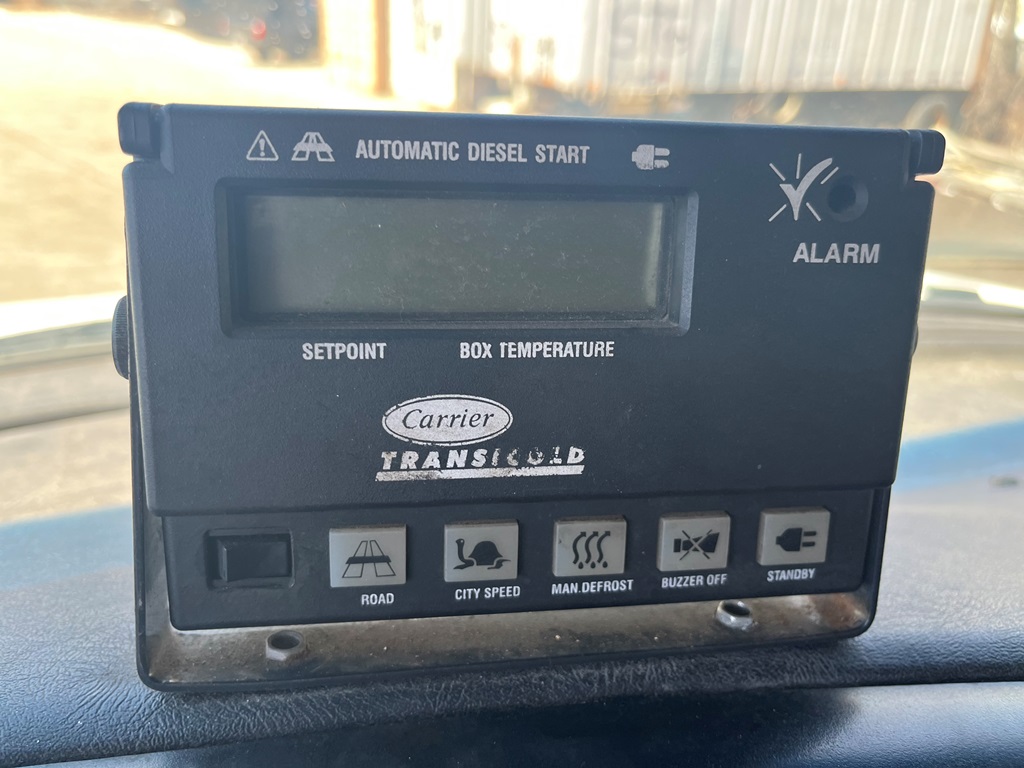 AUTOMATIC DIESEL START
ALARM
SETPOINT BOX TEMPERATURE
Carrier
TRANSICOLD
ROAD CITY SPEED MAN.DEFROST BUZZER OFF STANDBY